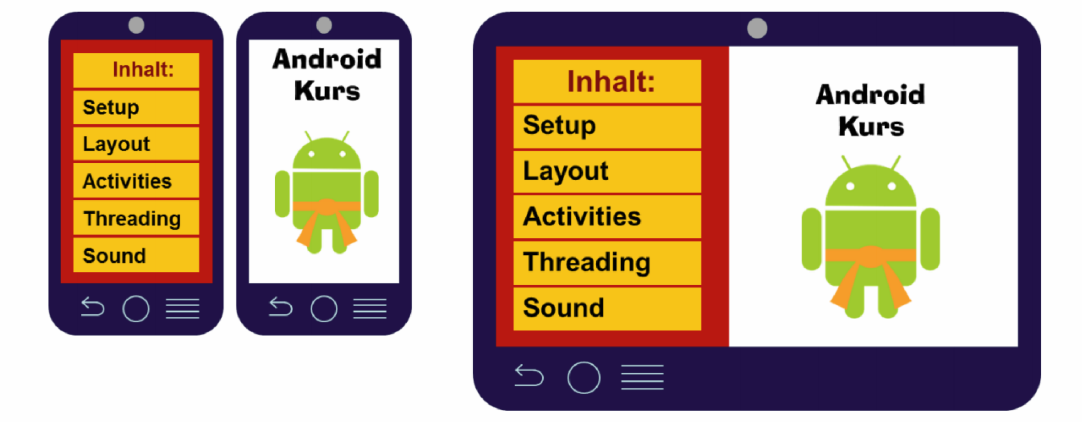 Inhalt:
Setup
Layout
Activities
Threading
Sound
Android
Kurs
Inhalt:
Setup
Layout
Activities
Threading
Sound
Android
Kurs